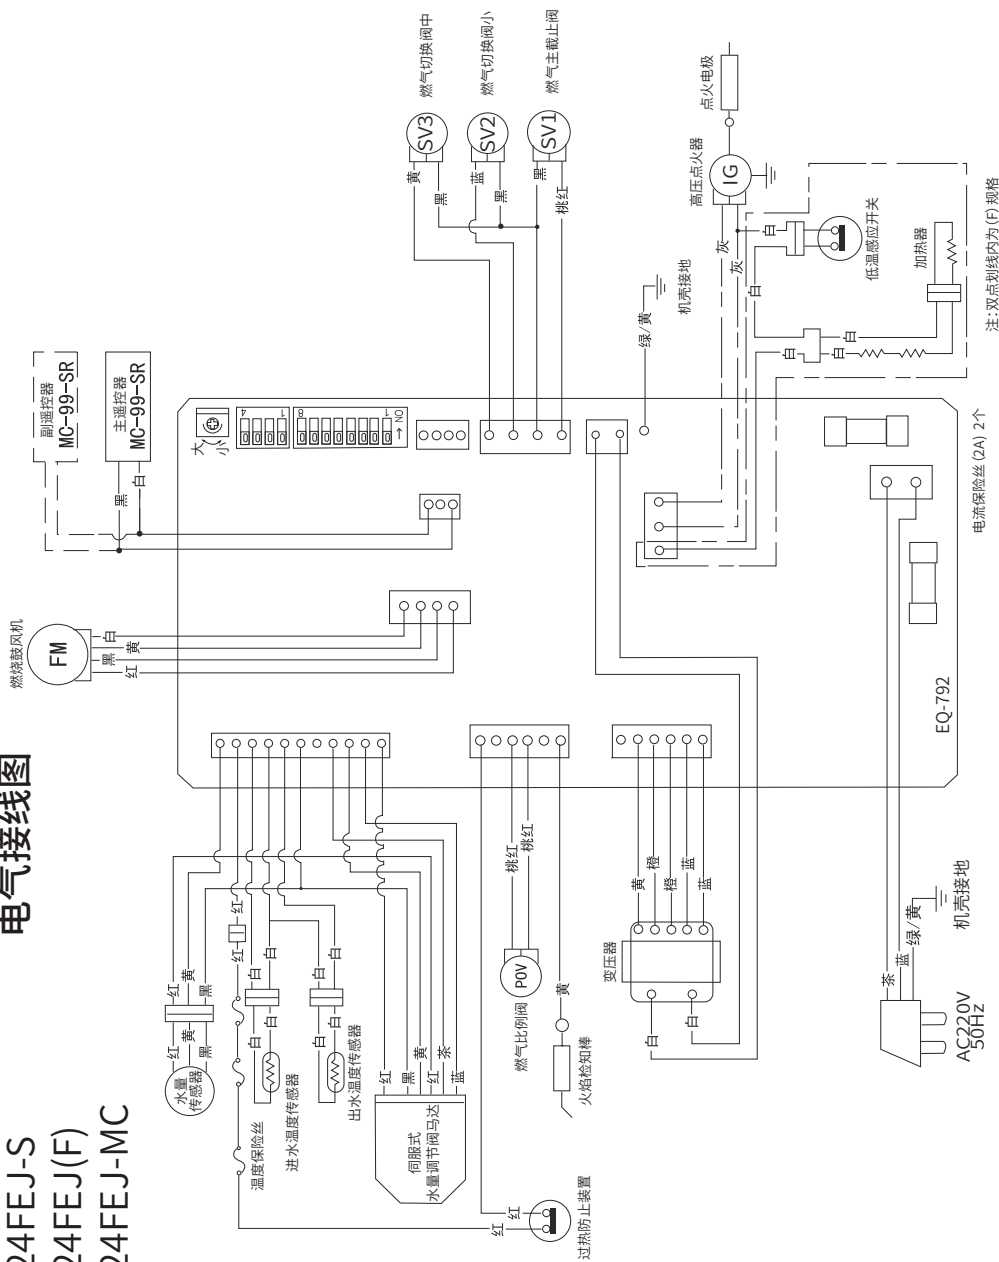 24FEJ-S
24FEJ(F)
24FEJ-MC
电气接线图
燃烧鼓风机
FM
白
黄
黑
红
副遥控器
MC-99-SR
主遥控器
MC-99-SR
黑
白
大
小
4
1
8
1
ON
燃气切换阀中
SV3
黄
黑
燃气切换阀小
SV2
蓝
黑
燃气主截止阀
SV1
黑
桃红
绿/黄
机壳接地
点火电极
高压点火器
IG
灰
灰
白
白
低温感应开关
加热器
白
白
白
注:双点划线内为(F)规格
电流保险丝(2A) 2个
EQ-792
水量
传感器
红
黄
黑
红
黄
黑
温度保险丝
红
红
进水温度传感器
白
白
白
白
出水温度传感器
白
白
白
白
伺服式
水量调节阀马达
红
黑
黄
红
茶
蓝
过热防止装置
红
红
燃气比例阀
POV
桃红
桃红
火焰检知棒
黄
变压器
黄
橙
橙
蓝
蓝
白
白
AC220V
50Hz
茶
蓝
绿/黄
机壳接地